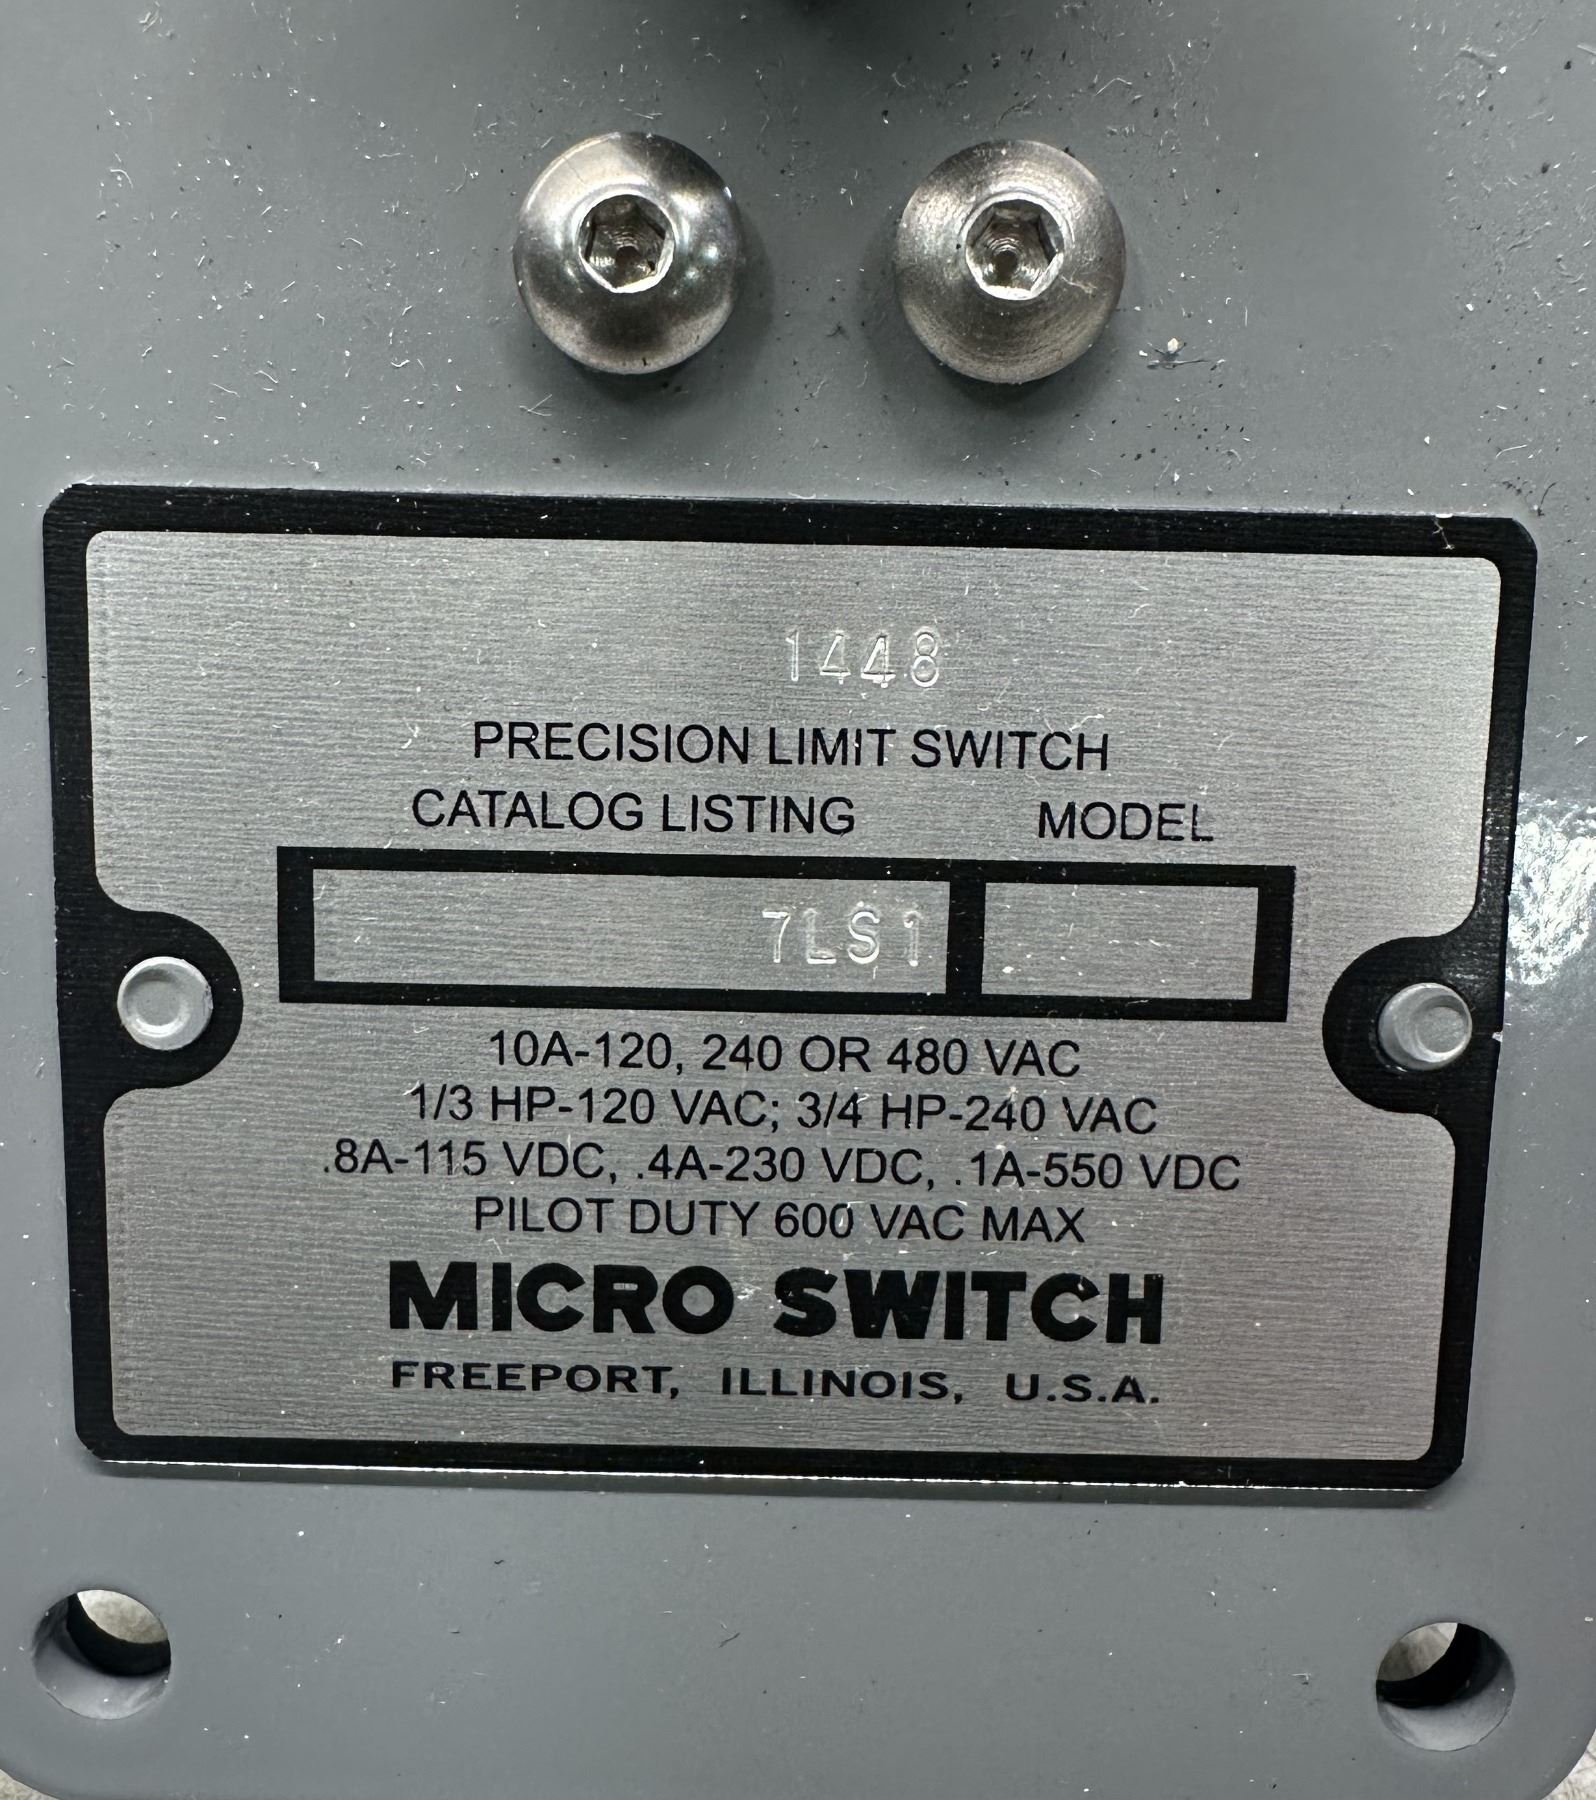 1448
PRECISION LIMIT SWITCH
CATALOG LISTING MODEL
7LS1
10A-120, 240 OR 480 VAC
1/3 HP-120 VAC; 3/4 HP-240 VAC
.8A-115 VDC, .4A-230 VDC, .1A-550 VDC
PILOT DUTY 600 VAC MAX
MICRO SWITCH
FREEPORT, ILLINOIS, U.S.A.